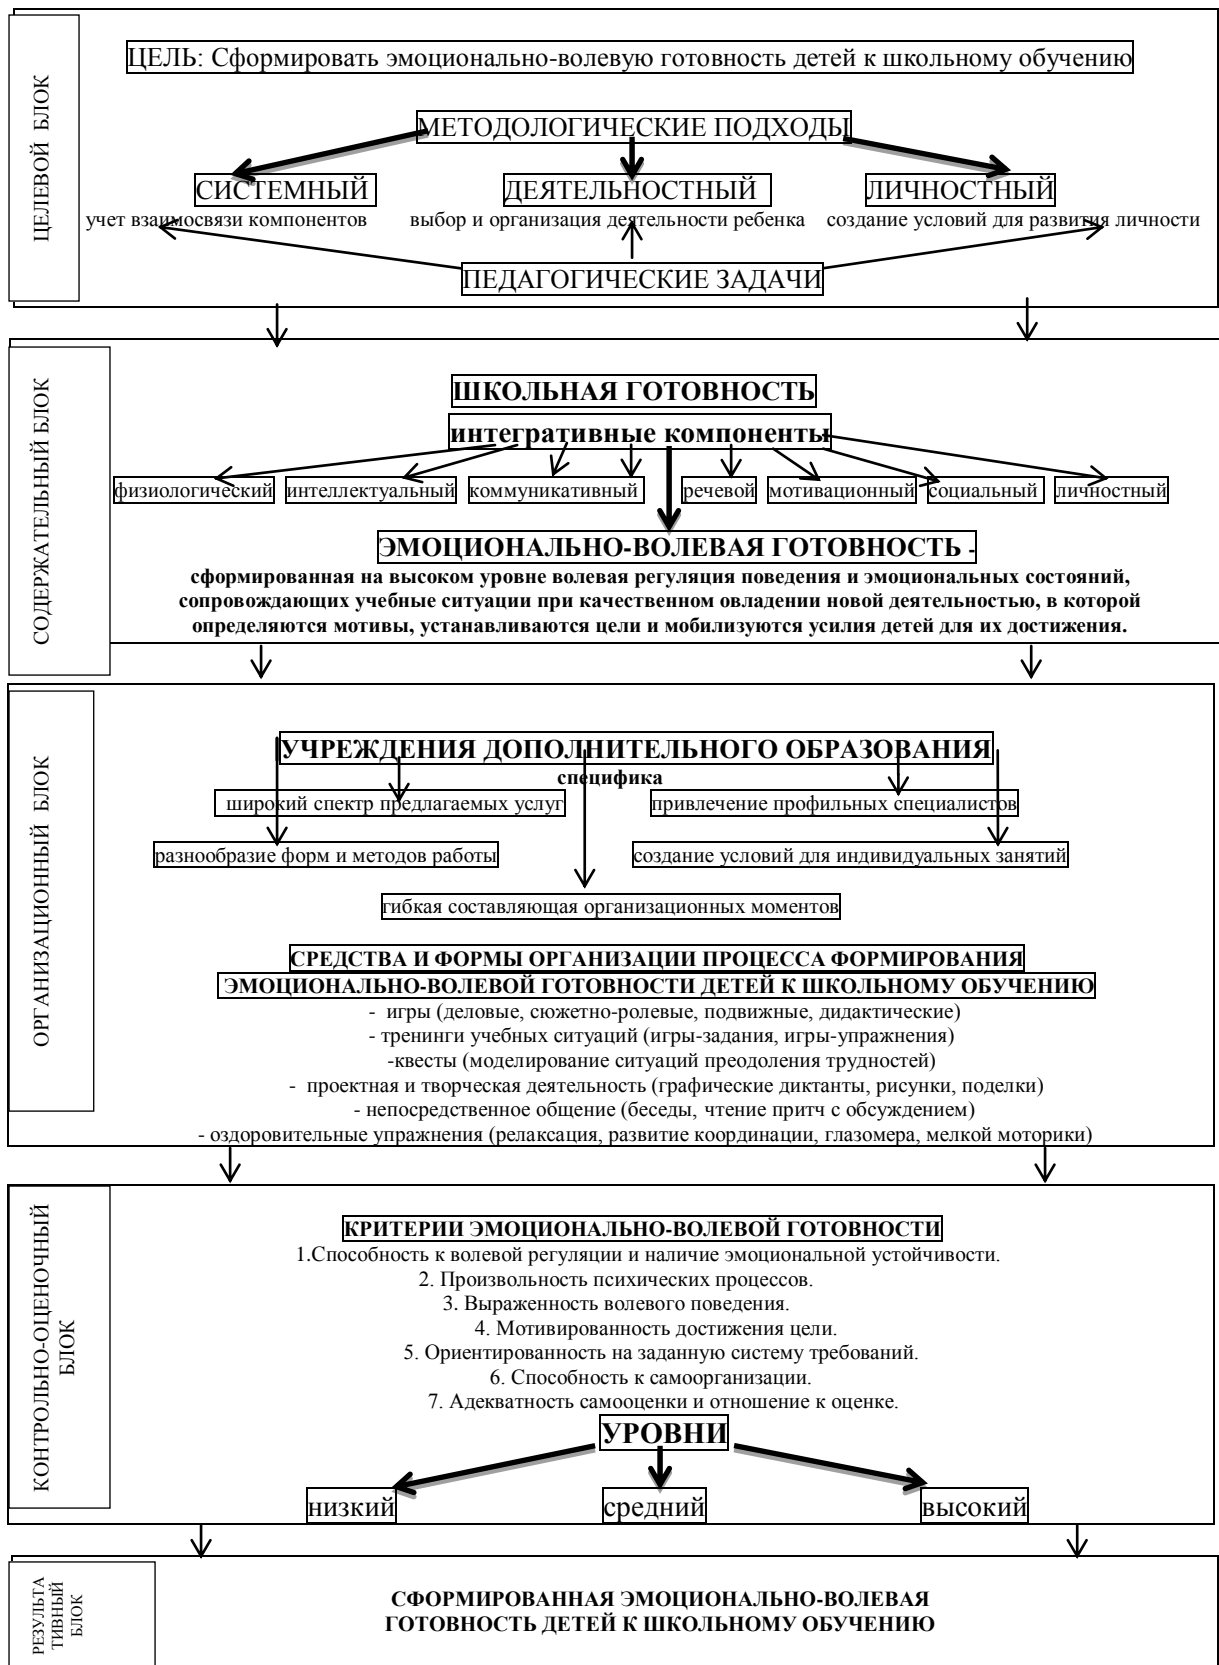 ЦЕЛЕВОЙ БЛОК
ЦЕЛЬ: Сформировать эмоционально-волевую готовность детей к школьному обучению
МЕТОДОЛОГИЧЕСКИЕ ПОДХОДЫ
СИСТЕМНЫЙ ДЕЯТЕЛЬНОСТНЫЙ ЛИЧНОСТНЫЙ
учет взаимосвязи компонентов выбор и организация деятельности ребенка создание условий для развития личности
ПЕДАГОГИЧЕСКИЕ ЗАДАЧИ
СОДЕРЖАТЕЛЬНЫЙ БЛОК
ШКОЛЬНАЯ ГОТОВНОСТЬ
интегративные компоненты
физиологический интеллектуальный коммуникативный речевой мотивационный социальный личностный
ЭМОЦИОНАЛЬНО-ВОЛЕВАЯ ГОТОВНОСТЬ -
сформированная на высоком уровне волевая регуляция поведения и эмоциональных состояний,
сопровождающих учебные ситуации при качественном овладении новой деятельностью, в которой
определяются мотивы, устанавливаются цели и мобилизуются усилия детей для их достижения.
ОРГАНИЗАЦИОННЫЙ БЛОК
УЧРЕЖДЕНИЯ ДОПОЛНИТЕЛЬНОГО ОБРАЗОВАНИЯ
специфика
широкий спектр предлагаемых услуг привлечение профильных специалистов
разнообразие форм и методов работы создание условий для индивидуальных занятий
гибкая составляющая организационных моментов
СРЕДСТВА И ФОРМЫ ОРГАНИЗАЦИИ ПРОЦЕССА ФОРМИРОВАНИЯ
ЭМОЦИОНАЛЬНО-ВОЛЕВОЙ ГОТОВНОСТИ ДЕТЕЙ К ШКОЛЬНОМУ ОБУЧЕНИЮ
- игры (деловые, сюжетно-ролевые, подвижные, дидактические)
- тренинги учебных ситуаций (игры-задания, игры-упражнения)
-квесты (моделирование ситуаций преодоления трудностей)
- проектная и творческая деятельность (графические диктанты, рисунки, поделки)
- непосредственное общение (беседы, чтение притч с обсуждением)
- оздоровительные упражнения (релаксация, развитие координации, глазомера, мелкой моторики)
КОНТРОЛЬНО-ОЦЕНОЧНЫЙ
БЛОК
КРИТЕРИИ ЭМОЦИОНАЛЬНО-ВОЛЕВОЙ ГОТОВНОСТИ
1.Способность к волевой регуляции и наличие эмоциональной устойчивости.
2. Произвольность психических процессов.
3. Выраженность волевого поведения.
4. Мотивированность достижения цели.
5. Ориентированность на заданную систему требований.
6. Способность к самоорганизации.
7. Адекватность самооценки и отношение к оценке.
УРОВНИ
низкий средний высокий
РЕЗУЛЬТА
ТИВНЫЙ
БЛОК
СФОРМИРОВАННАЯ ЭМОЦИОНАЛЬНО-ВОЛЕВАЯ
ГОТОВНОСТЬ ДЕТЕЙ К ШКОЛЬНОМУ ОБУЧЕНИЮ